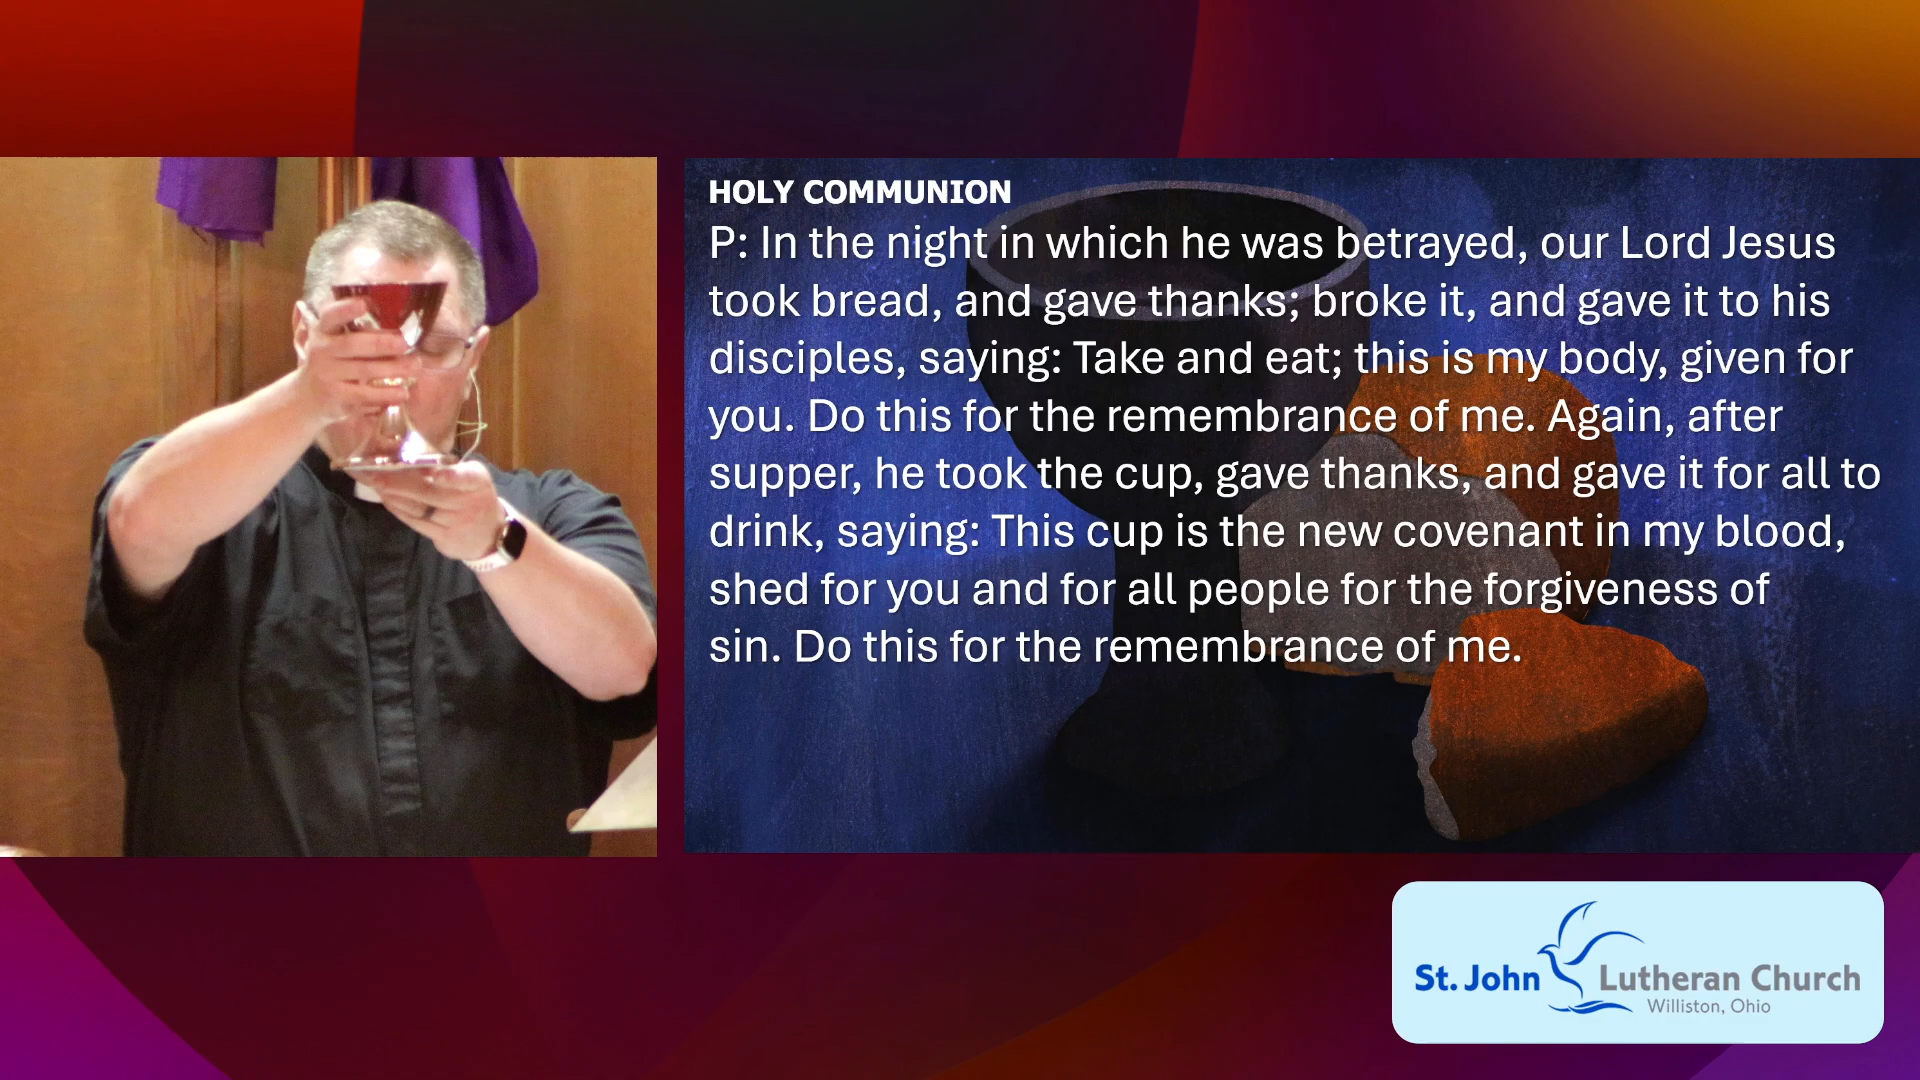 HOLY COMMUNION
P: In the night in which he was betrayed, our Lord Jesus
took bread, and gave thanks; broke it, and gave it to his
disciples, saying: Take and eat; this is my body, given for
you. Do this for the remembrance of me. Again, after
supper, he took the cup, gave thanks, and gave it for all to
drink, saying: This cup is the new covenant in my blood,
shed for you and for all people for the forgiveness of
sin. Do this for the remembrance of me.
St. John Lutheran Church
Williston, Ohio